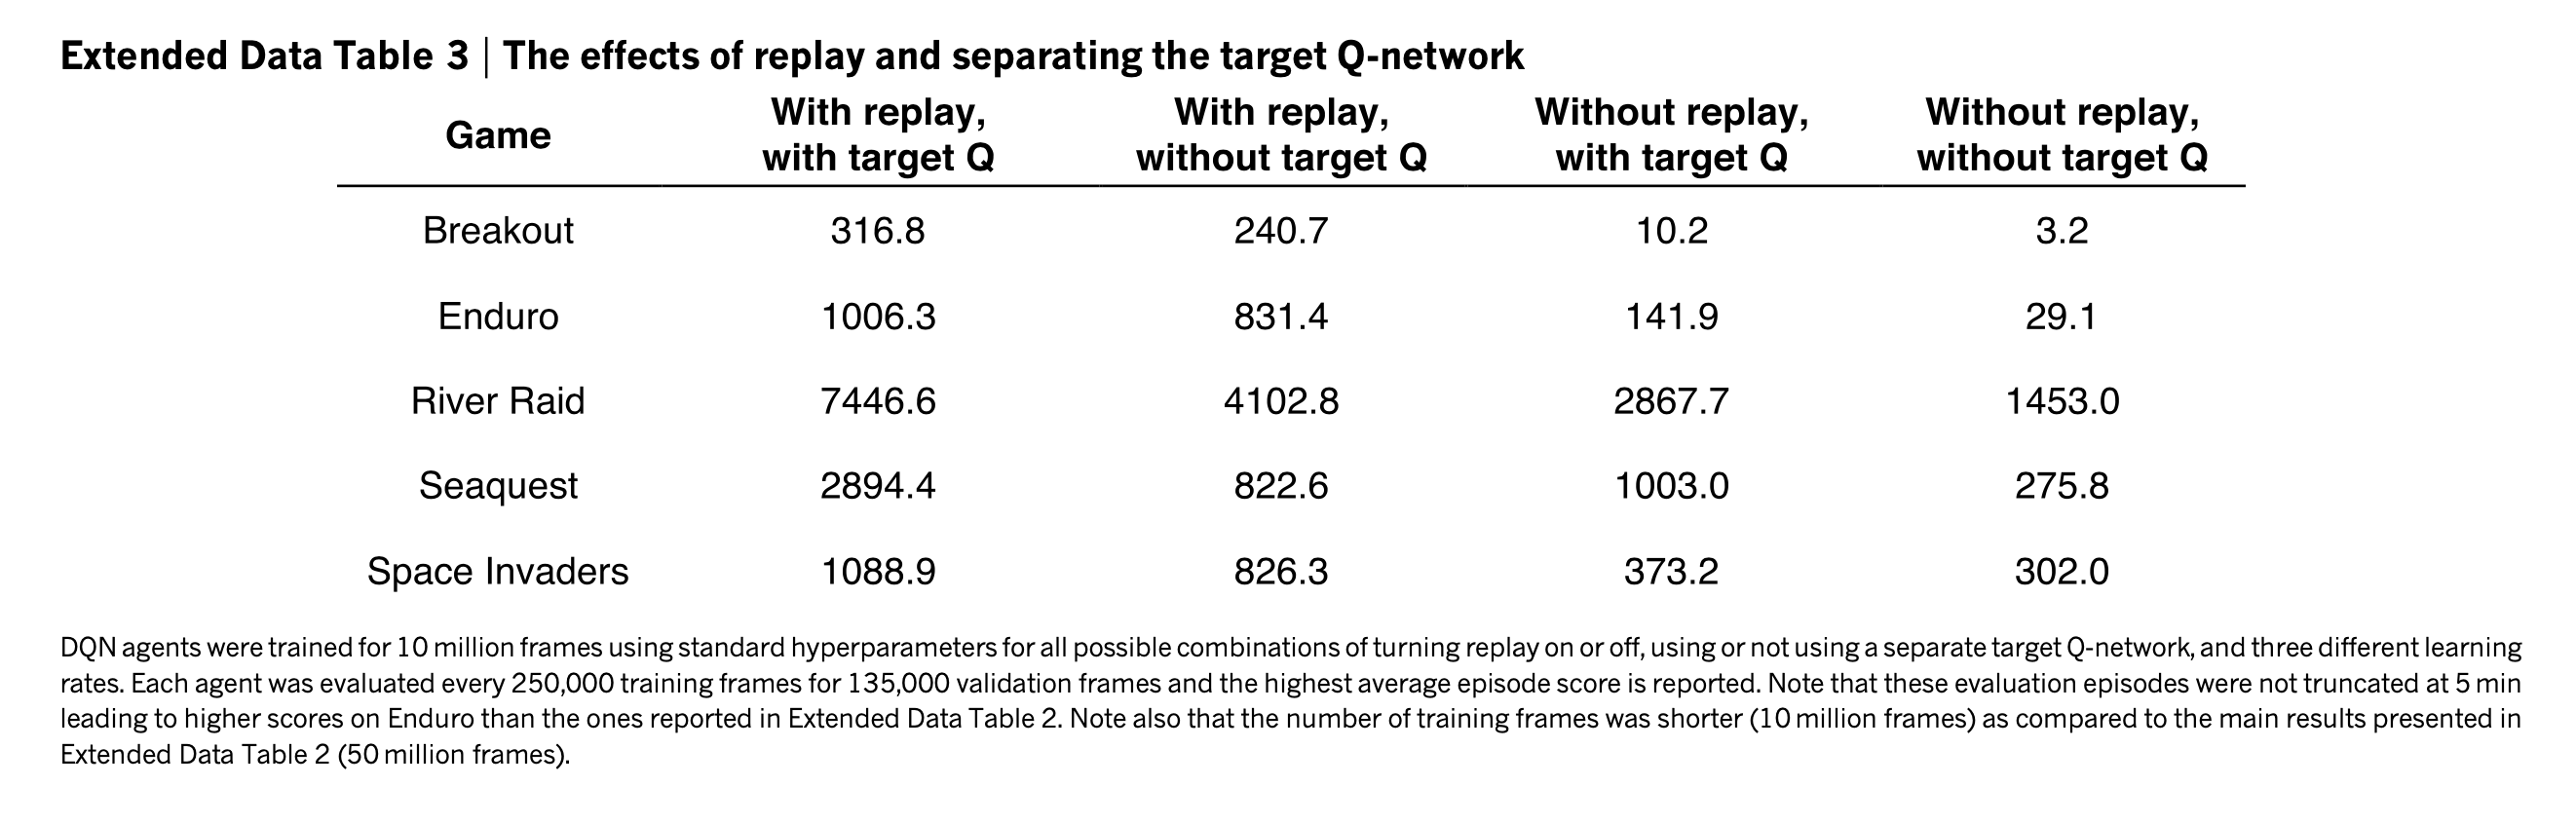 Extended Data Table 3 | The effects of replay and separating the target Q-network
Game With replay, with target Q With replay, without target Q Without replay, with target Q Without replay, without target Q
Breakout 316.8 240.7 10.2 3.2
Enduro 1006.3 831.4 141.9 29.1
River Raid 7446.6 4102.8 2867.7 1453.0
Seaquest 2894.4 822.6 1003.0 275.8
Space Invaders 1088.9 826.3 373.2 302.0
DQN agents were trained for 10 million frames using standard hyperparameters for all possible combinations of turning replay on or off, using or not using a separate target Q-network, and three different learning
rates. Each agent was evaluated every 250,000 training frames for 135,000 validation frames and the highest average episode score is reported. Note that these evaluation episodes were not truncated at 5 min
leading to higher scores on Enduro than the ones reported in Extended Data Table 2. Note also that the number of training frames was shorter (10 million frames) as compared to the main results presented in
Extended Data Table 2 (50 million frames).